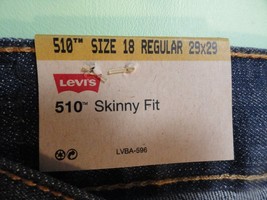 510™ SIZE 18 REGULAR 29x29
LEVI'S
510™ Skinny Fit
LVBA-596